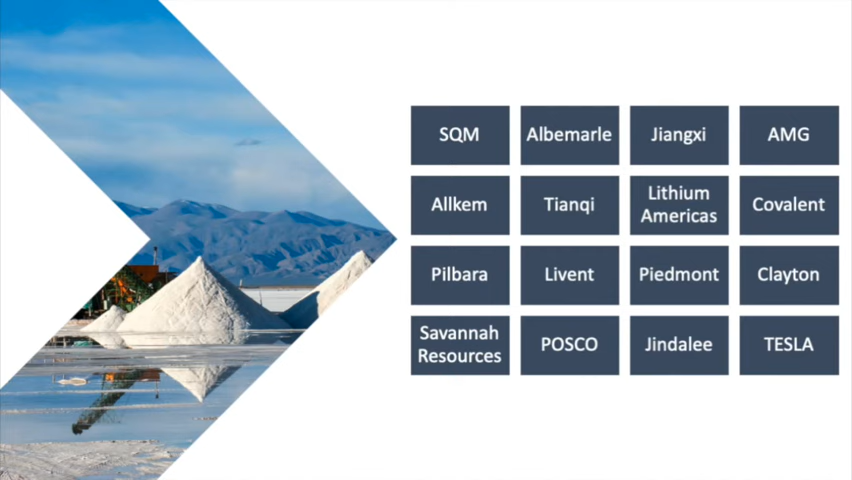 SQM
Albemarle
Jiangxi
AMG
Allkem
Tianqi
Lithium
Americas
Covalent
Pilbara
Livent
Piedmont
Clayton
Savannah
Resources
POSCO
Jindalee
TESLA